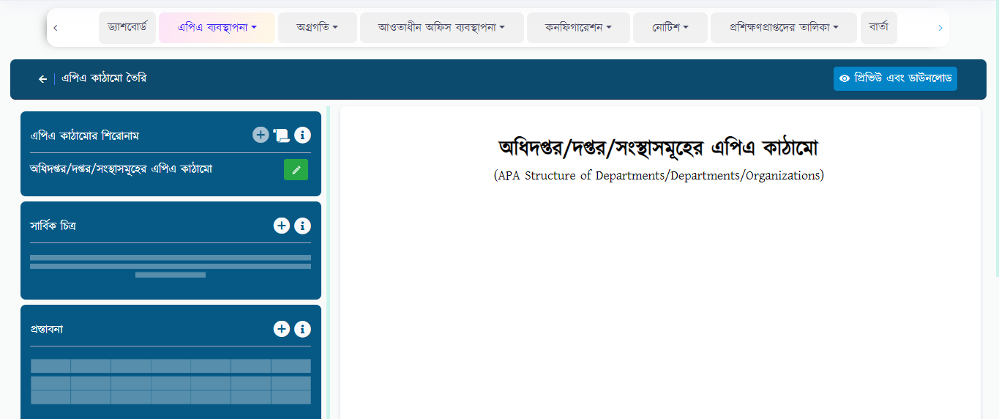 ড্যাশবোর্ড এপিএ ব্যবস্থাপনা অগ্রগতি আওতাধীন অফিস ব্যবস্থাপনা কনফিগারেশন নোটিশ প্রশিক্ষণপ্রাপ্তদের তালিকা বার্তা
এপিএ কাঠামো তৈরি
প্রিভিউ এবং ডাউনলোড
এপিএ কাঠামোর শিরোনাম
অধিদপ্তর/দপ্তর/সংস্থাসমূহের এপিএ কাঠামো
সার্বিক চিত্র
প্রস্তাবনা
অধিদপ্তর/দপ্তর/সংস্থাসমূহের এপিএ কাঠামো
(APA Structure of Departments/Departments/Organizations)